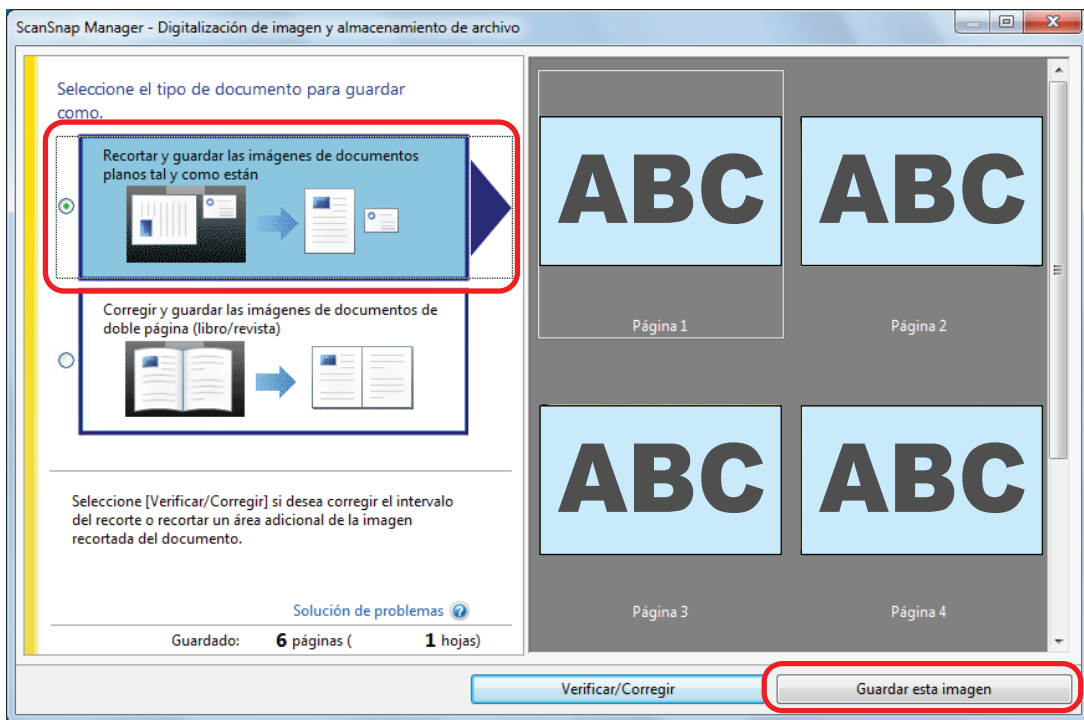 ScanSnap Manager - Digitalización de imagen y almacenamiento de archivo
Seleccione el tipo de documento para guardar
como.
Recortar y guardar las imágenes de documentos
planos tal y como están
Corregir y guardar las imágenes de documentos de
doble página (libro/revista)
Seleccione [Verificar/Corregir] si desea corregir el intervalo
del recorte o recortar un área adicional de la imagen
recortada del documento.
Solución de problemas
Guardado: 6 páginas ( 1 hojas)
ABC ABC
Página 1 Página 2
ABC ABC
Página 3 Página 4
Verificar/Corregir Guardar esta imagen